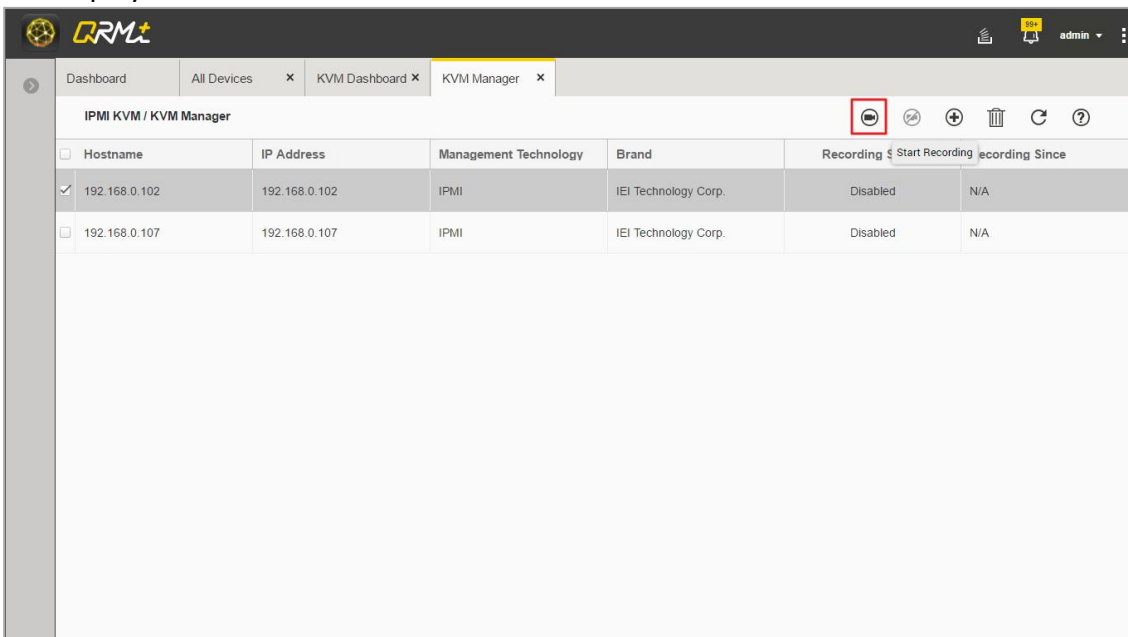 QRM+
99+
admin
Dashboard All Devices × KVM Dashboard × KVM Manager ×
IPMI KVM / KVM Manager
Hostname IP Address Management Technology Brand Recording S Start Recording ecording Since
192.168.0.102 192.168.0.102 IPMI IEI Technology Corp. Disabled N/A
192.168.0.107 192.168.0.107 IPMI IEI Technology Corp. Disabled N/A